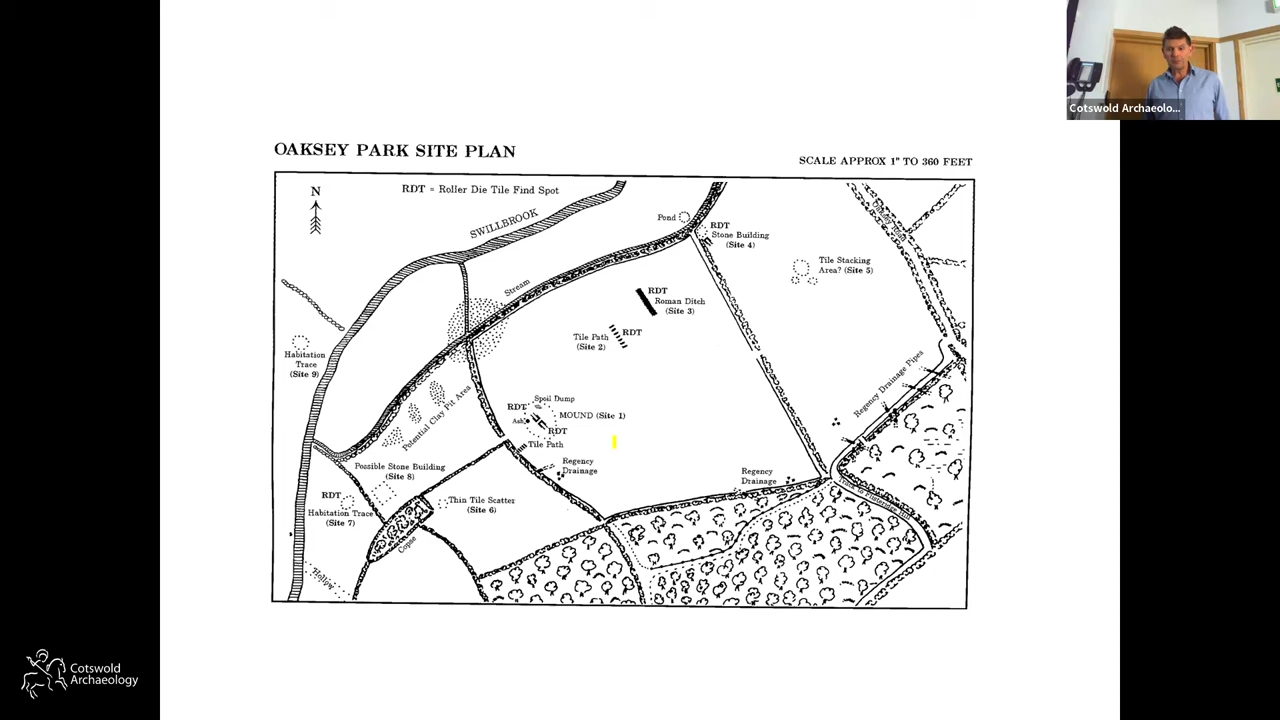 Cotswold Archaeolo...
OAKSEY PARK SITE PLAN
SCALE APPROX 1" TO 360 FEET
N
RDT = Roller Die Tile Find Spot
SWILLBROOK
Pond
RDT
Stone Building
(Site 4)
Tile Stacking
Area? (Site 5)
Stream
RDT
Roman Ditch
(Site 3)
RDT
Tile Path
(Site 2)
Habitation
Trace
(Site 9)
Regency Drainage Pipes
Potential Clay Pit Area
Spoil Dump
RDT
MOUND (Site 1)
Ash
RDT
Tile Path
Regency
Drainage
Possible Stone Building
(Site 8)
Regency
Drainage
RDT
Habitation Trace
(Site 7)
Thin Tile Scatter
(Site 6)
Copse
Hollow
Cotswold
Archaeology